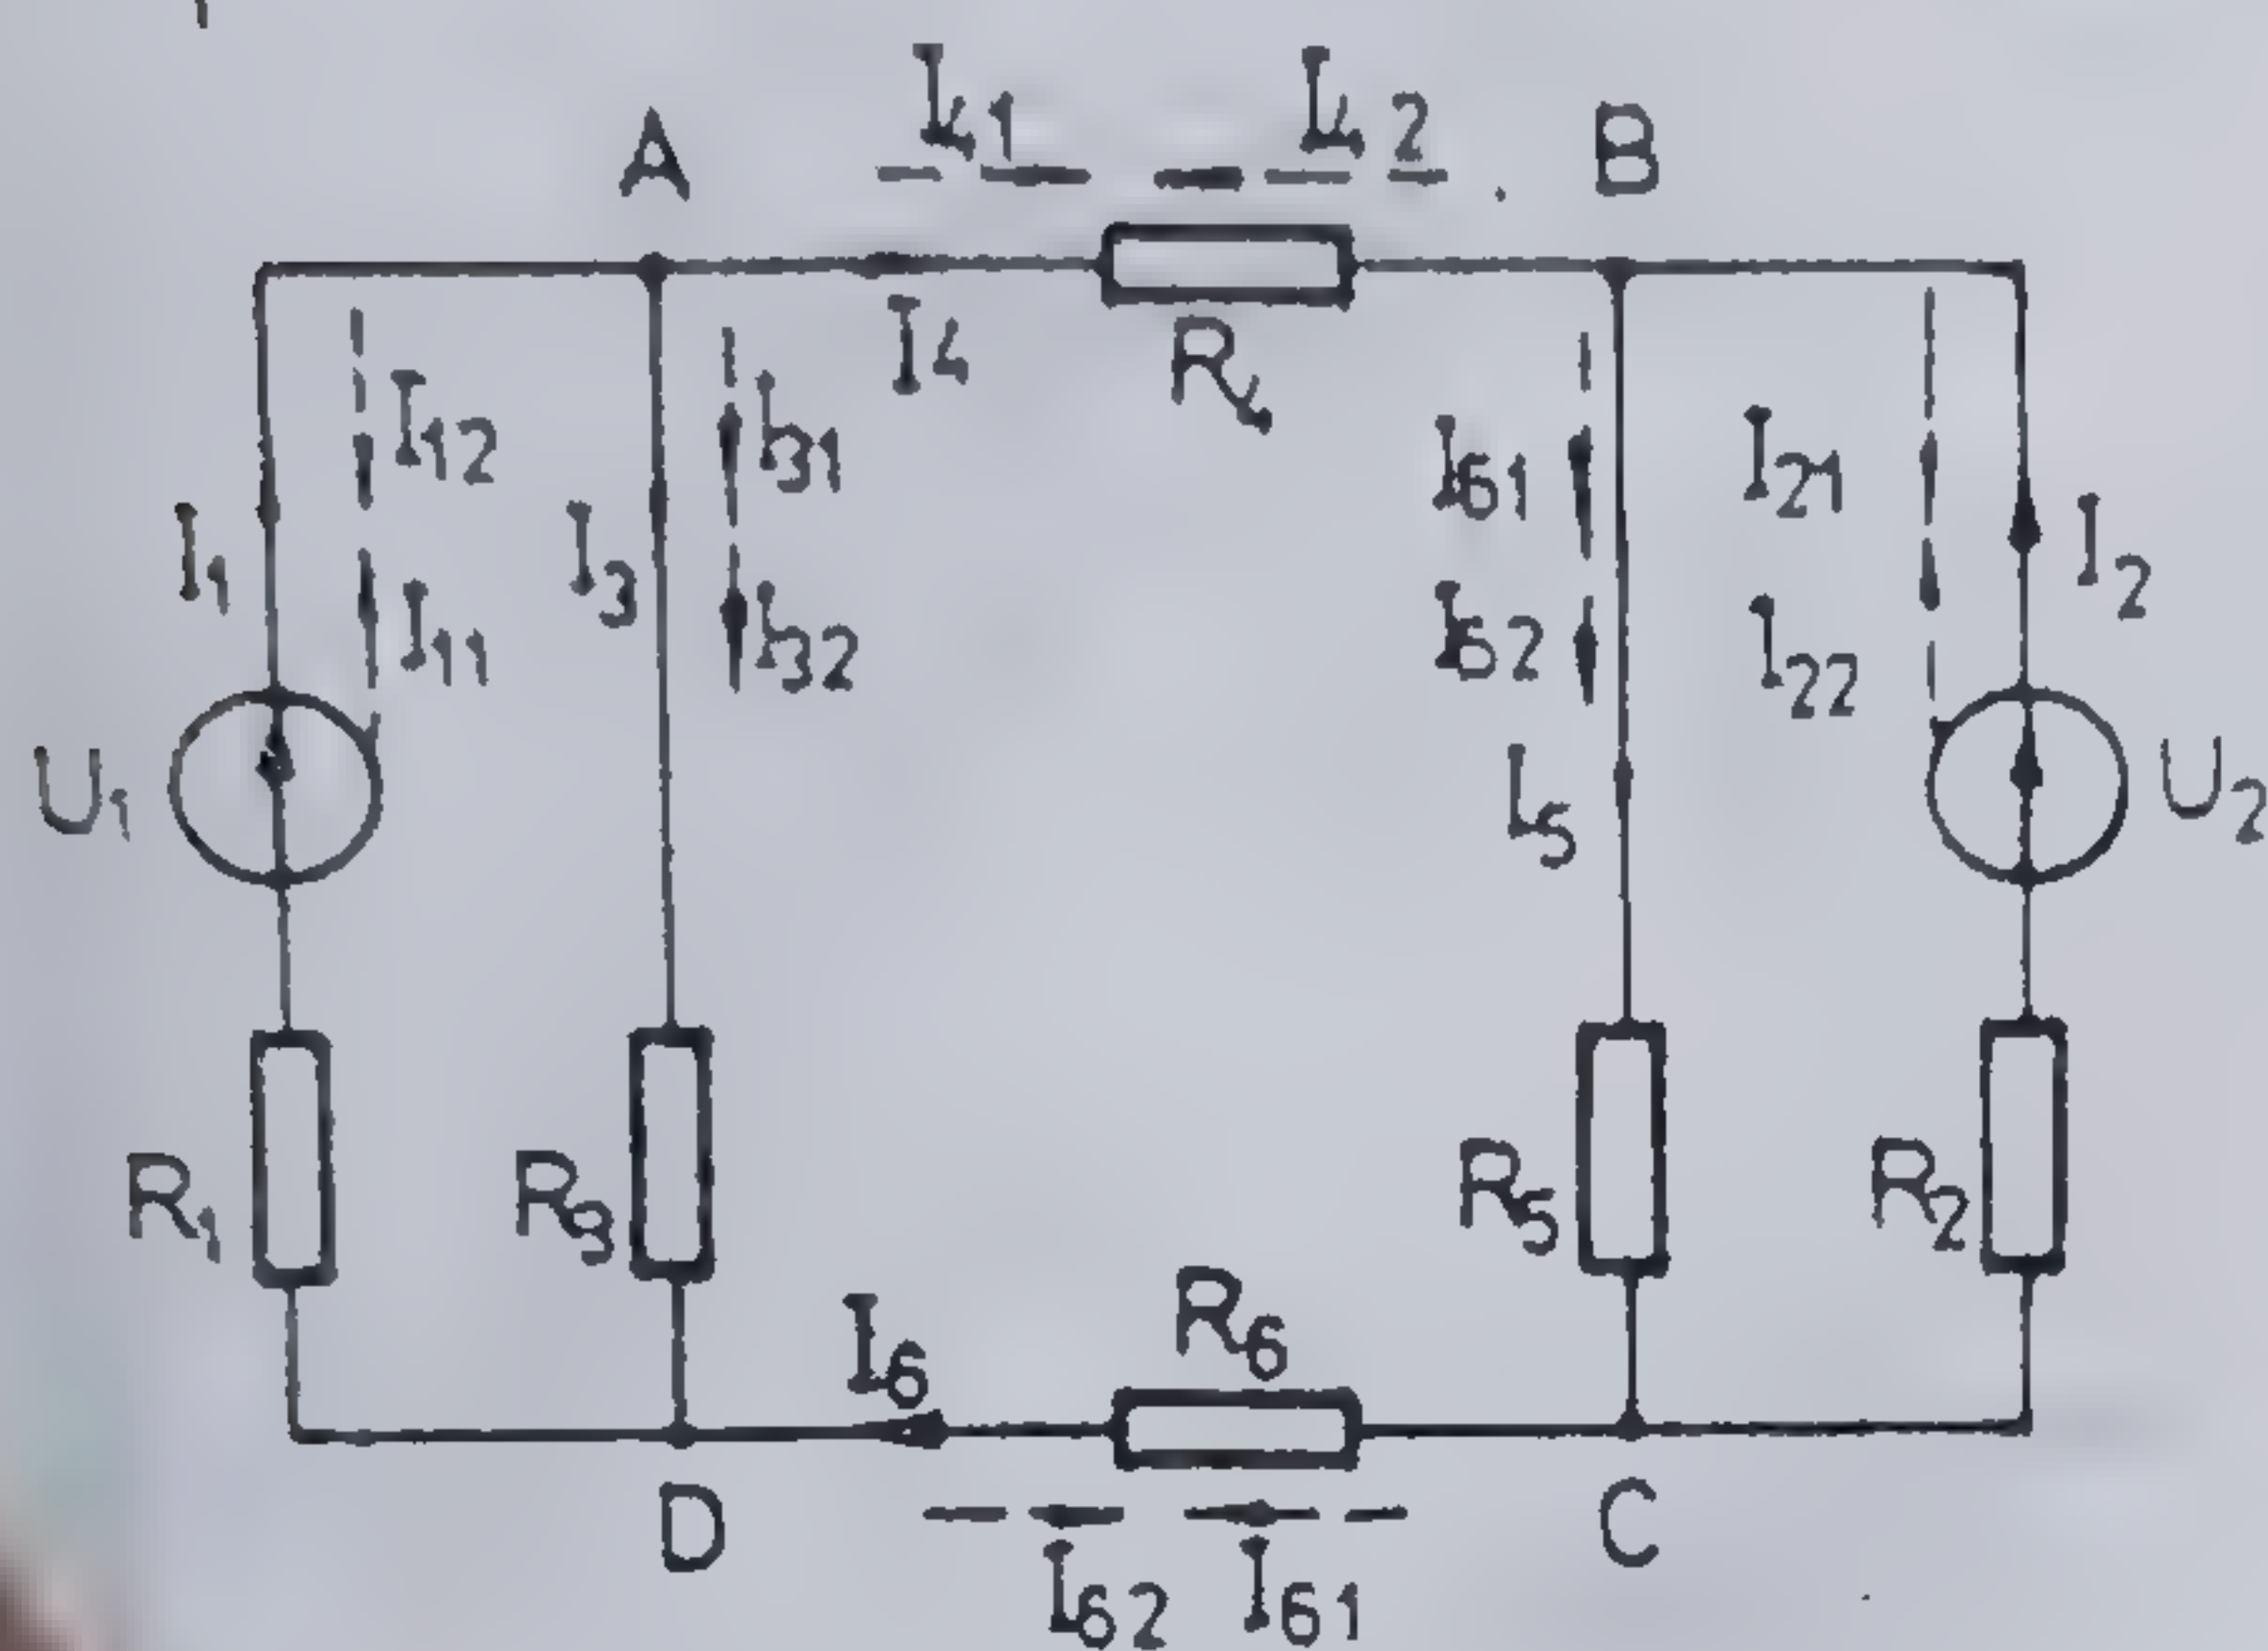 I41 I42
A B
I4 R4
I12 I31 I61 I21
I1 I3 I2
I11 I32 I62 I22
U1 I5 U2
R1 R3 R5 R2
I6 R6
D C
I62 I61